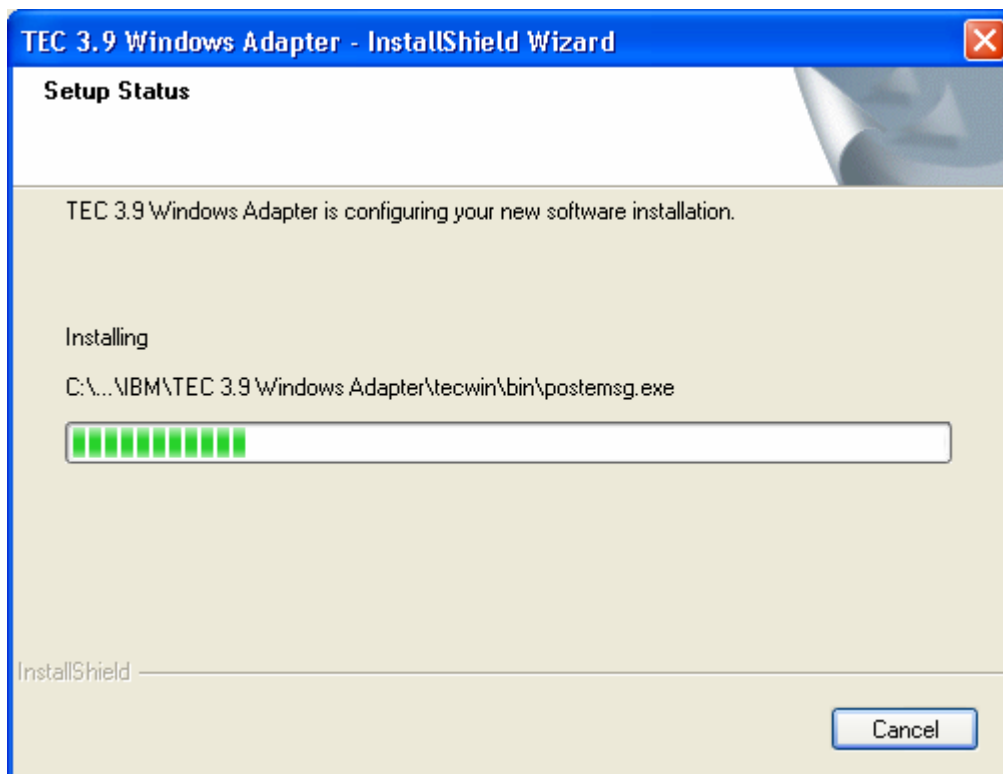 TEC 3.9 Windows Adapter - InstallShield Wizard
Setup Status
TEC 3.9 Windows Adapter is configuring your new software installation.
Installing
C:\...\IBM\TEC 3.9 Windows Adapter\tecwin\bin\postemsg.exe
InstallShield
Cancel